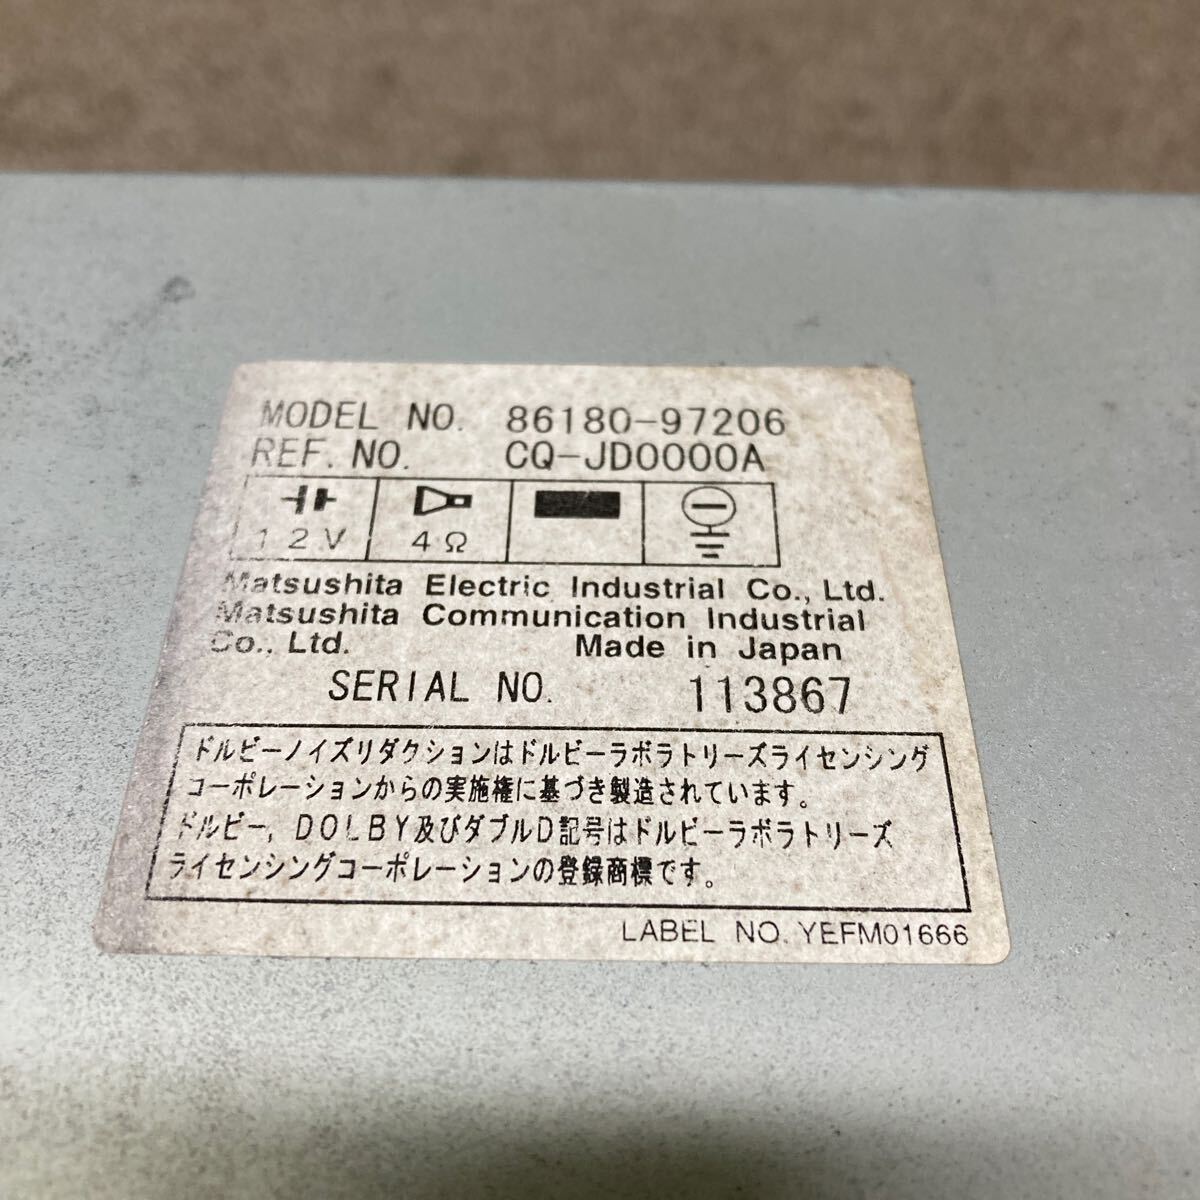 MODEL NO. 86180-97206
REF. NO. CQ-JD0000A
12V 4Ω
Matsushita Electric Industrial Co., Ltd.
Matsushita Communication Industrial
Co., Ltd. Made in Japan
SERIAL NO. 113867
ドルビーノイズリダクションはドルビーラボラトリーズライセンシング
コーポレーションからの実施権に基づき製造されています。
ドルビー, DOLBY及びダブルD記号はドルビーラボラトリーズ
ライセンシングコーポレーションの登録商標です。
LABEL NO. YEFM01666